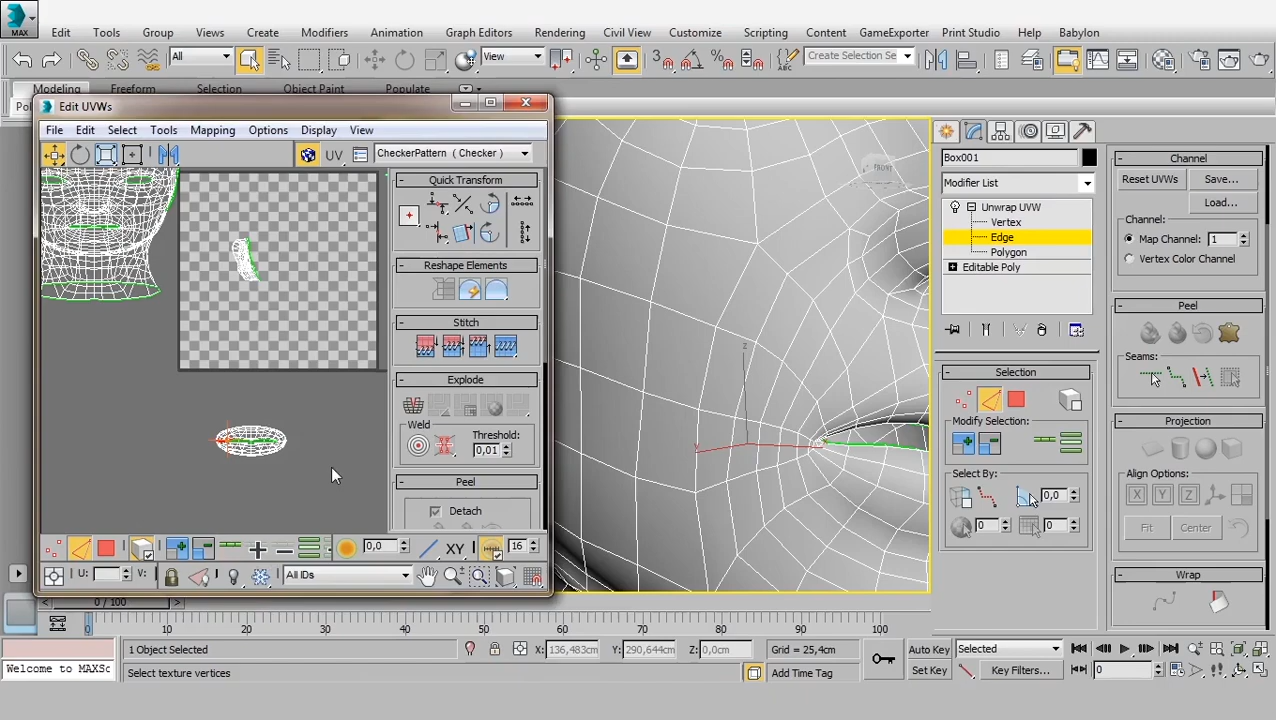 MAX
Edit Tools Group Views Create Modifiers Animation Graph Editors Rendering Civil View Customize Scripting Content GameExporter Print Studio Help Babylon
All View 3 Create Selection Se
Modeling Freeform Selection Object Paint Populate
Edit UVWs
File Edit Select Tools Mapping Options Display View
UV CheckerPattern ( Checker )
Quick Transform
Reshape Elements
Stitch
Explode
Weld Threshold:
0,01
Peel
Detach
0,0 XY 16
U: V: All IDs
FRONT
z
Box001
Modifier List
Unwrap UVW
Vertex
Edge
Polygon
Editable Poly
Selection
Modify Selection:
Select By:
0,0
0 0
Channel
Reset UVWs Save...
Load...
Channel:
Map Channel: 1
Vertex Color Channel
Peel
Seams:
Projection
Align Options:
X Y Z
Fit Center
Wrap
0 / 100
0 10 20 30 40 50 60 70 80 90 100
1 Object Selected X: 136,483cm Y: 290,644cm Z: 0,0cm Grid = 25,4cm Auto Key Selected
Welcome to MAXSc Select texture vertices Add Time Tag Set Key Key Filters... 0